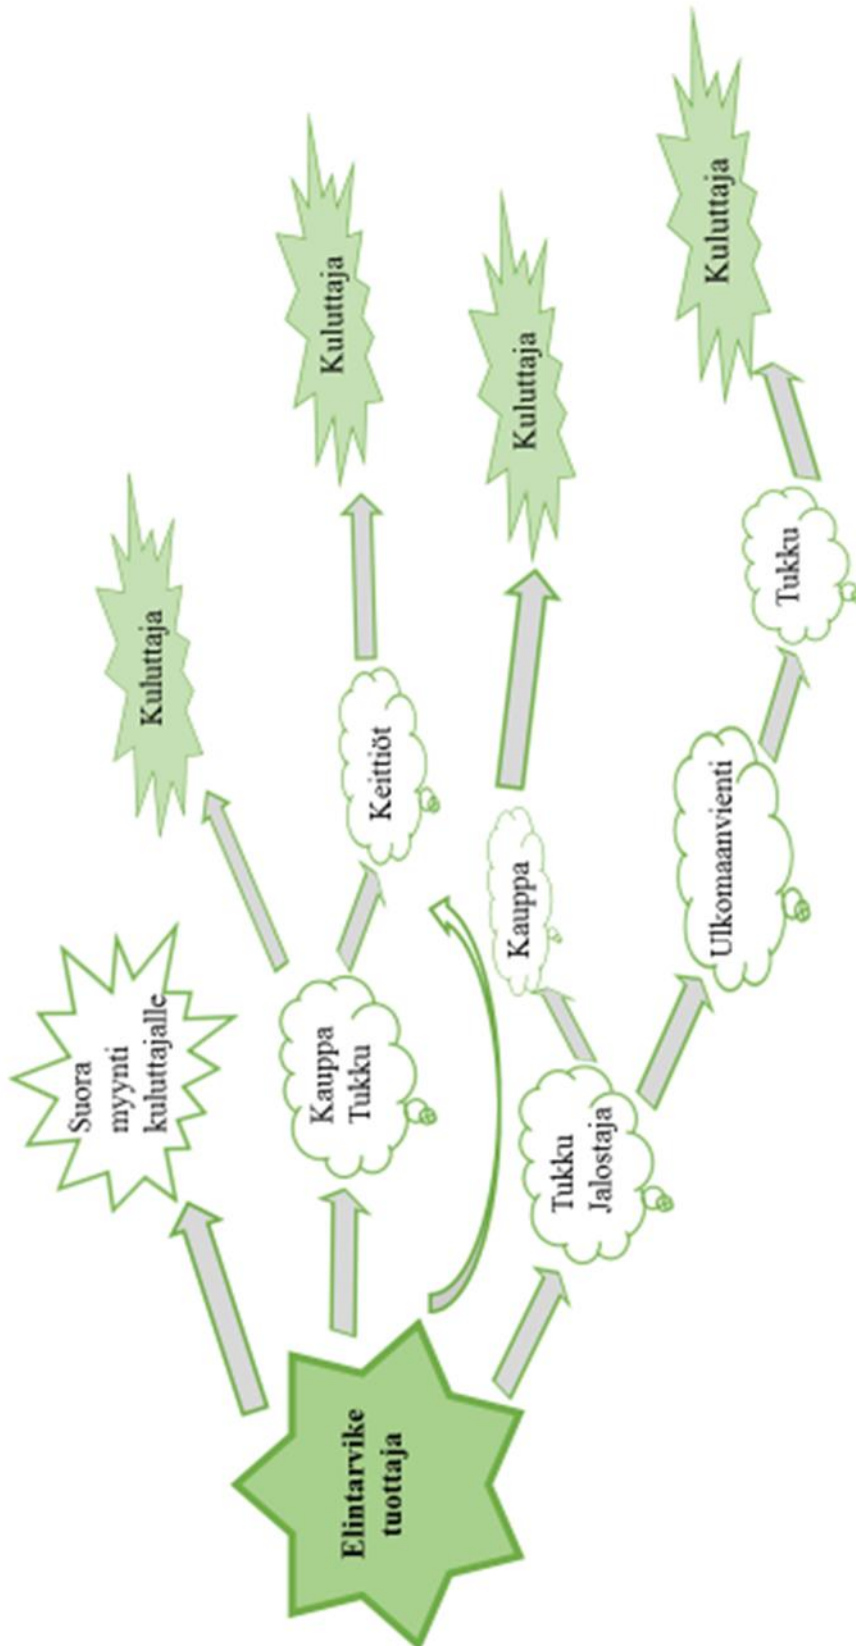 Elintarvike
tuottaja
Suora
myynti
kuluttajalle
Kauppa
Tukku
Kuluttaja
Keittiöt
Kuluttaja
Tukku
Jalostaja
Kauppa
Kuluttaja
Ulkomaanvienti
Tukku
Kuluttaja